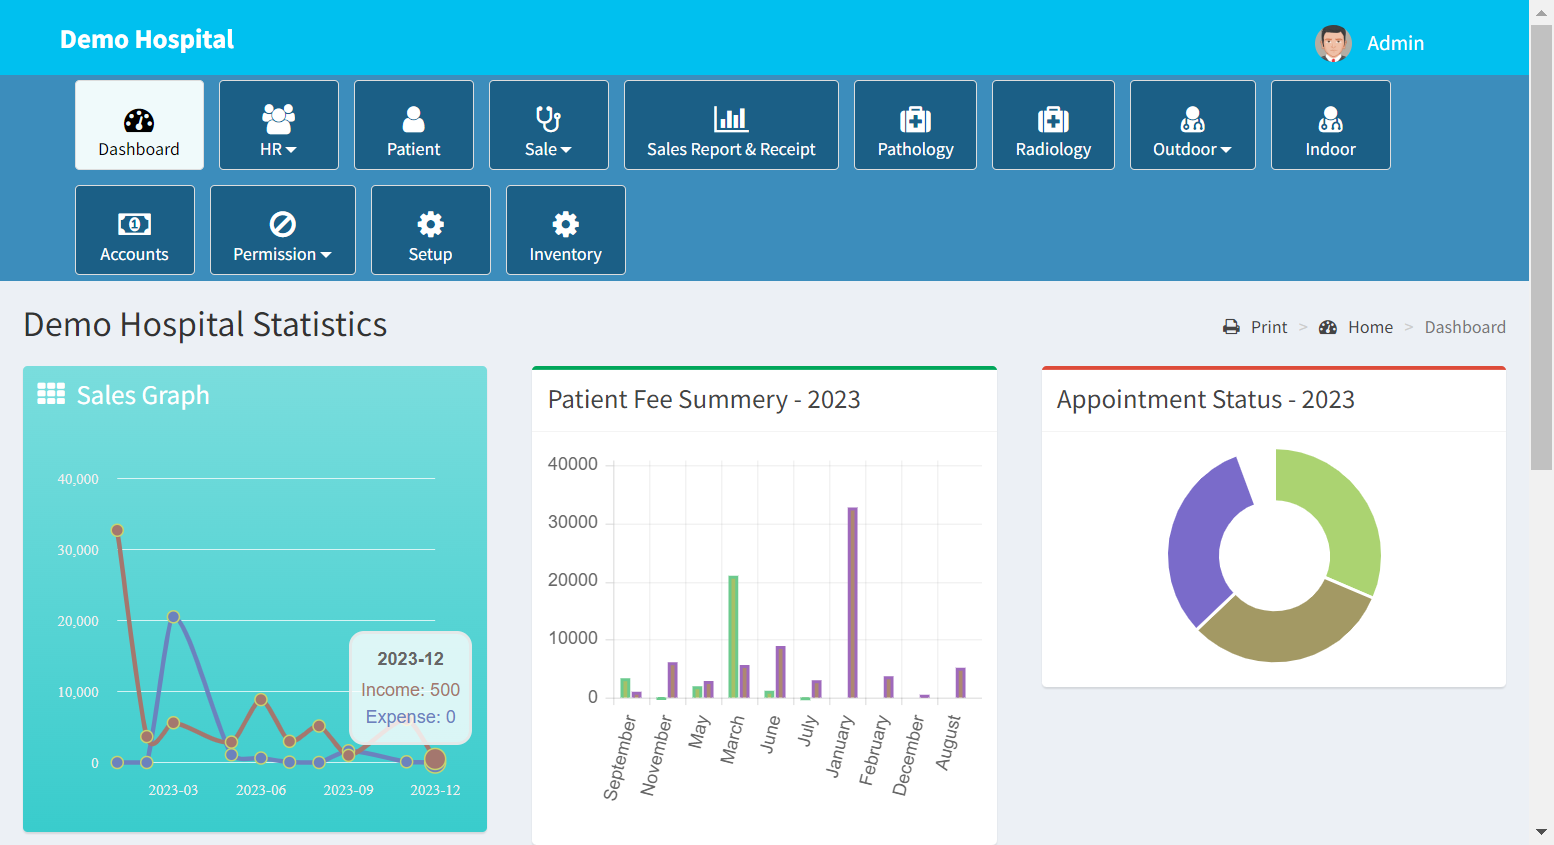 Demo Hospital
Admin
Dashboard
HR
Patient
Sale
Sales Report & Receipt
Pathology
Radiology
Outdoor
Indoor
Accounts
Permission
Setup
Inventory
Demo Hospital Statistics
Print > Home > Dashboard
Sales Graph
40,000
30,000
20,000
10,000
0
2023-03
2023-06
2023-09
2023-12
2023-12
Income: 500
Expense: 0
Patient Fee Summery - 2023
40000
30000
20000
10000
0
September
November
May
March
June
July
January
February
December
August
Appointment Status - 2023